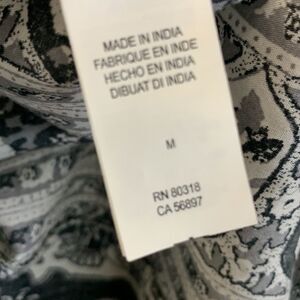 MADE IN INDIA
FABRIQUE EN INDE
HECHO EN INDIA
DIBUAT DI INDIA
M
RN 80318
CA 56897